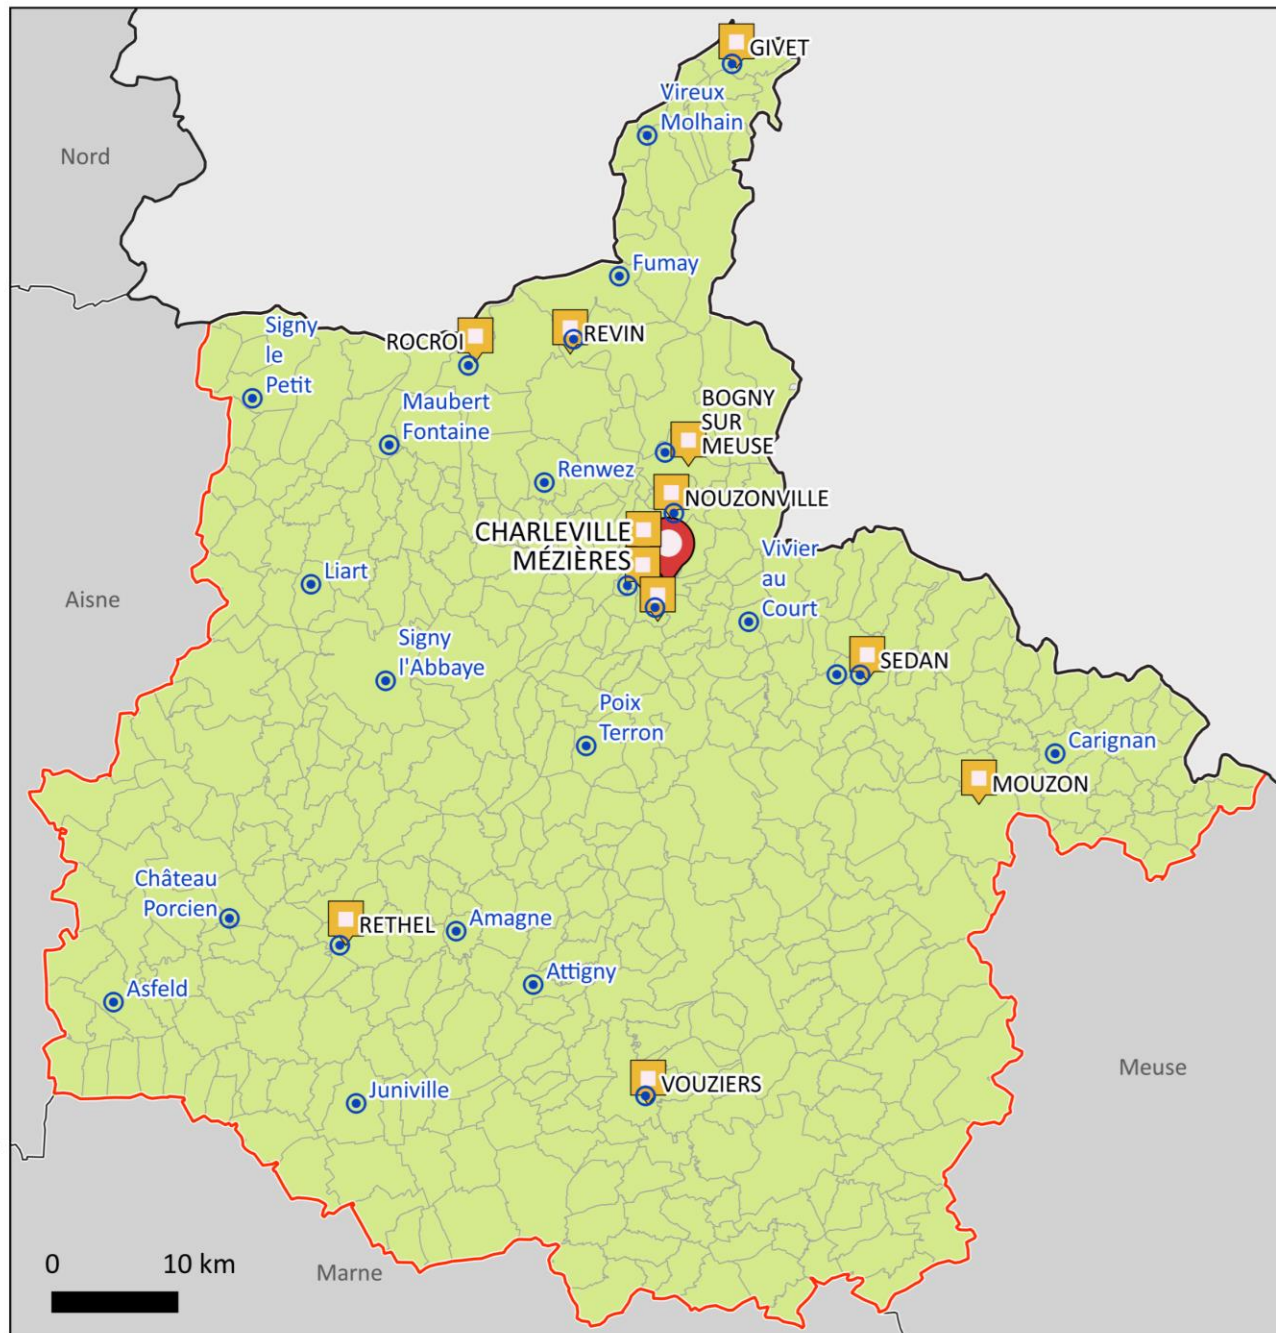 GIVET
Vireux
Molhain
Nord
Fumay
Signy
le
Petit
ROCROI
REVIN
Maubert
Fontaine
BOGNY
SUR
MEUSE
Renwez
NOUZONVILLE
CHARLEVILLE
MÉZIÈRES
Vivier
au
Court
Liart
Aisne
Signy
l'Abbaye
SEDAN
Poix
Terron
Carignan
MOUZON
Château
Porcien
RETHEL
Amagne
Attigny
Asfeld
Meuse
Juniville
VOUZIERS
0 10 km
Marne